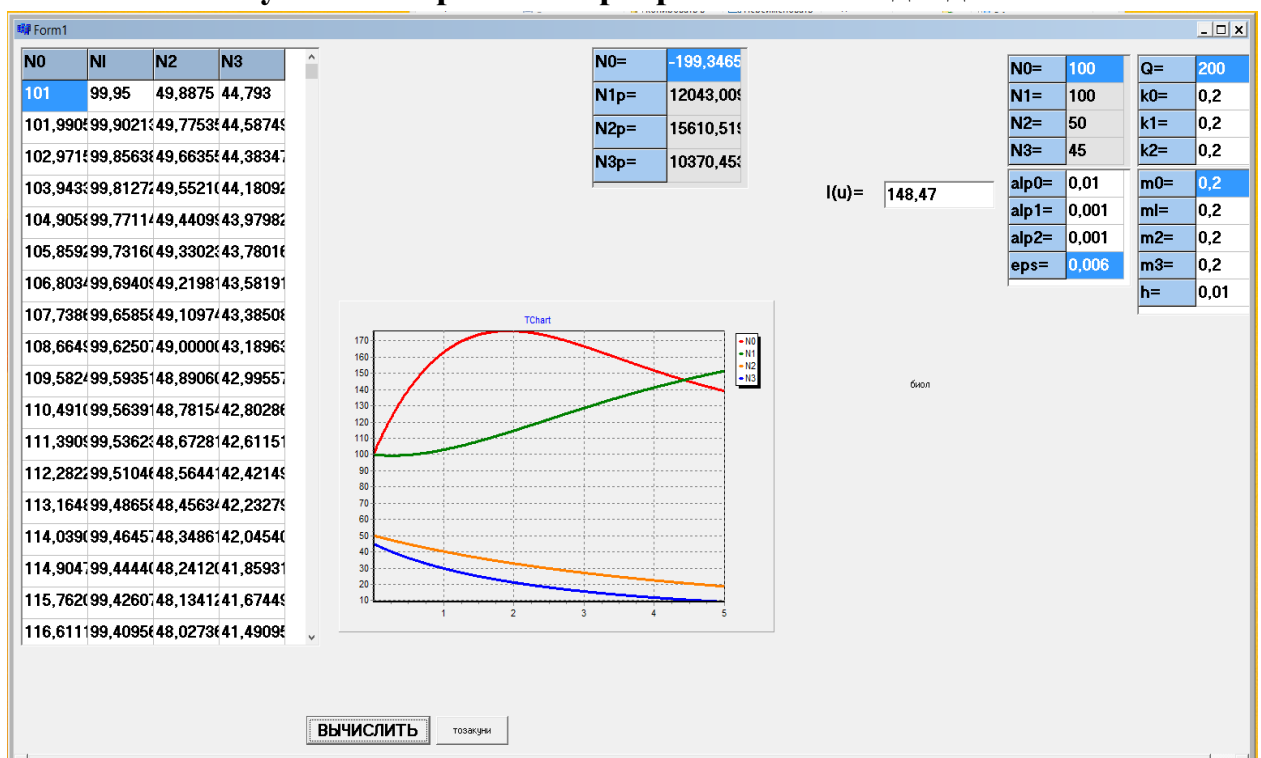 Form1
N0 NI N2 N3
101 99,95 49,8875 44,793
101,9905 99,90213 49,77535 44,58749
102,9715 99,85638 49,66355 44,38347
103,9433 99,81272 49,55210 44,18092
104,9058 99,77114 49,44099 43,97982
105,8592 99,73160 49,33023 43,78016
106,8034 99,69409 49,21981 43,58191
107,7386 99,65858 49,10974 43,38508
108,6649 99,62507 49,00000 43,18963
109,5824 99,59351 48,89060 42,99557
110,4910 99,56391 48,78154 42,80286
111,3909 99,53623 48,67281 42,61151
112,2822 99,51046 48,56441 42,42149
113,1648 99,48658 48,45634 42,23279
114,0390 99,46457 48,34861 42,04540
114,9047 99,44440 48,24120 41,85931
115,7620 99,42607 48,13412 41,67449
116,6111 99,40956 48,02736 41,49095
N0= -199,3465
N1p= 12043,009
N2p= 15610,519
N3p= 10370,453
I(u)= 148,47
N0= 100
N1= 100
N2= 50
N3= 45
alp0= 0,01
alp1= 0,001
alp2= 0,001
eps= 0,006
Q= 200
k0= 0,2
k1= 0,2
k2= 0,2
m0= 0,2
ml= 0,2
m2= 0,2
m3= 0,2
h= 0,01
TChart
170
160
150
140
130
120
110
100
90
80
70
60
50
40
30
20
10
1 2 3 4 5
N0
N1
N2
N3
биол
ВЫЧИСЛИТЬ
тозакуни